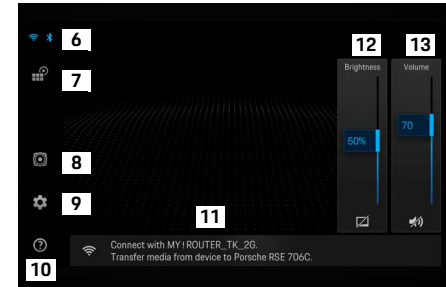 6
12
13
Brightness
Volume
7
70
50%
8
9
11
Connect with MY!ROUTER_TK_2G.
Transfer media from device to Porsche RSE 706C.
10